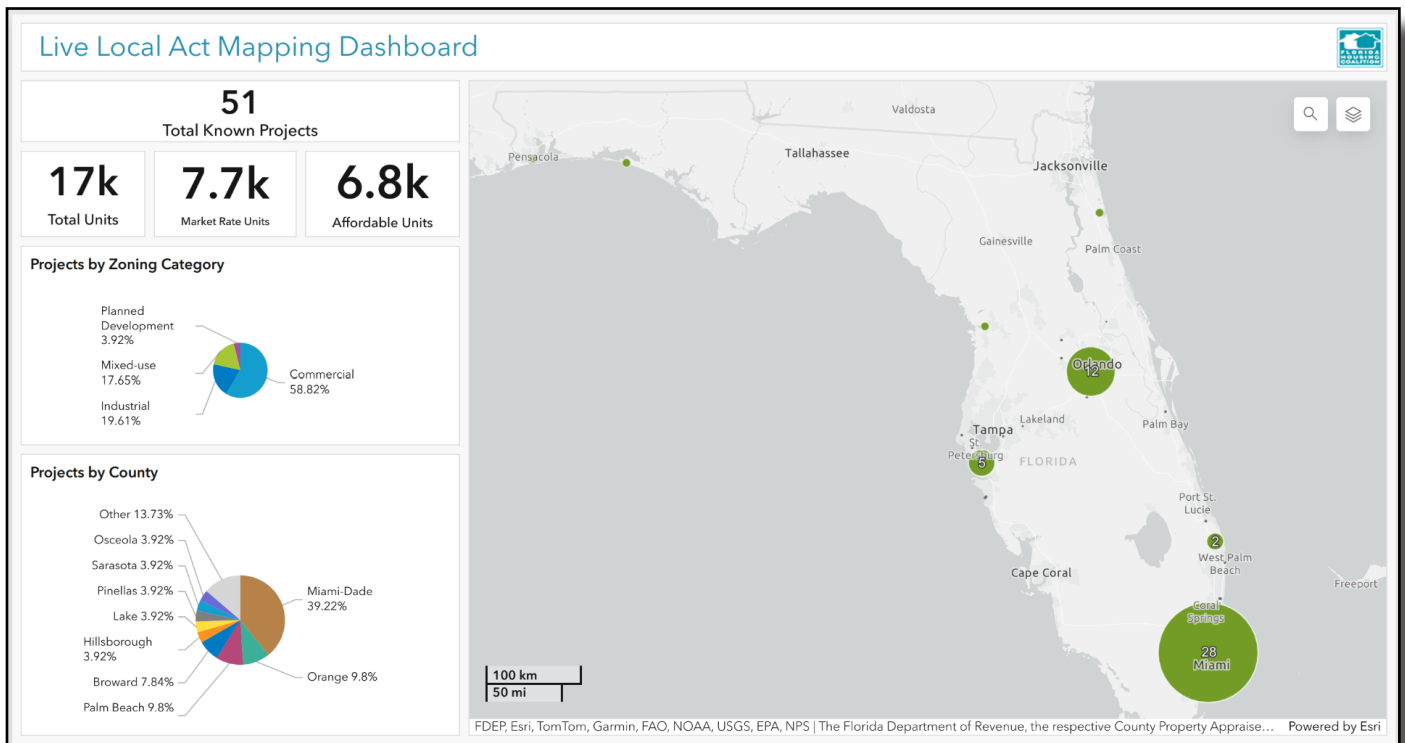 Live Local Act Mapping Dashboard
FLORIDA
HOUSING
COALITION
51
Total Known Projects
17k
Total Units
7.7k
Market Rate Units
6.8k
Affordable Units
Projects by Zoning Category
Planned
Development
3.92%
Mixed-use
17.65%
Industrial
19.61%
Commercial
58.82%
Projects by County
Other 13.73%
Osceola 3.92%
Sarasota 3.92%
Pinellas 3.92%
Lake 3.92%
Hillsborough
3.92%
Broward 7.84%
Palm Beach 9.8%
Miami-Dade
39.22%
Orange 9.8%
Valdosta
Pensacola
Tallahassee
Jacksonville
Gainesville
Palm Coast
Orlando
12
Lakeland
Tampa
Palm Bay
St.
Petersburg
5
FLORIDA
Port St.
Lucie
2
West Palm
Beach
Cape Coral
Freeport
Coral
Springs
28
Miami
100 km
50 mi
FDEP, Esri, TomTom, Garmin, FAO, NOAA, USGS, EPA, NPS | The Florida Department of Revenue, the respective County Property Appraise... Powered by Esri